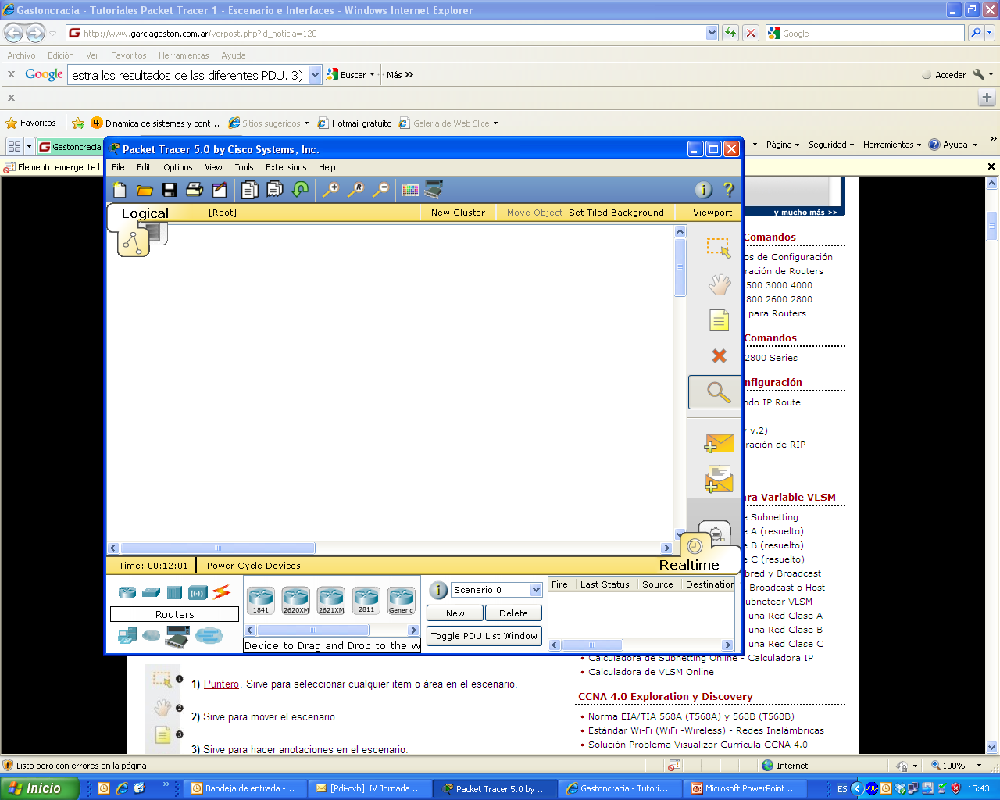 Gastoncracia - Tutoriales Packet Tracer 1 - Escenario e Interfaces - Windows Internet Explorer
http://www.garciagaston.com.ar/verpost.php?id_noticia=120
Google
Archivo Edición Ver Favoritos Herramientas Ayuda
x Google estra los resultados de las diferentes PDU. 3) Buscar Más >> Acceder
x
Favoritos Dinamica de sistemas y cont... Sitios sugeridos Hotmail gratuito Galería de Web Slice
Gastoncracia Página Seguridad Herramientas Ayuda >>
Elemento emergente b
Packet Tracer 5.0 by Cisco Systems, Inc.
File Edit Options View Tools Extensions Help
Logical [Root] New Cluster Move Object Set Tiled Background Viewport
Time: 00:12:01 Power Cycle Devices Realtime
Routers
1841 2620XM 2621XM 2811 Generic
Device to Drag and Drop to the W
Scenario 0
New Delete
Toggle PDU List Window
Fire Last Status Source Destination
y mucho más >>
Comandos
os de Configuración
ración de Routers
2500 3000 4000
1800 2600 2800
para Routers
Comandos
2800 Series
nfiguración
ndo IP Route
y v.2)
ración de RIP
ara Variable VLSM
e Subnetting
e A (resuelto)
e B (resuelto)
e C (resuelto)
bred y Broadcast
. Broadcast o Host
ubnetear VLSM
una Red Clase A
una Red Clase B
una Red Clase C
• Calculadora de Subnetting Online - Calculadora IP
• Calculadora de VLSM Online
CCNA 4.0 Exploration y Discovery
• Norma EIA/TIA 568A (T568A) y 568B (T568B)
• Estándar Wi-Fi (WiFi -Wireless) - Redes Inalámbricas
• Solución Problema Visualizar Currícula CCNA 4.0
1 1) Puntero. Sirve para seleccionar cualquier item o área en el escenario.
2 2) Sirve para mover el escenario.
3 3) Sirve para hacer anotaciones en el escenario.
Listo pero con errores en la página. Internet 100%
Inicio Bandeja de entrada -... [Pdi-cvb] IV Jornada ... Packet Tracer 5.0 by ... Gastoncracia - Tutori... Microsoft PowerPoint ... ES 15:43